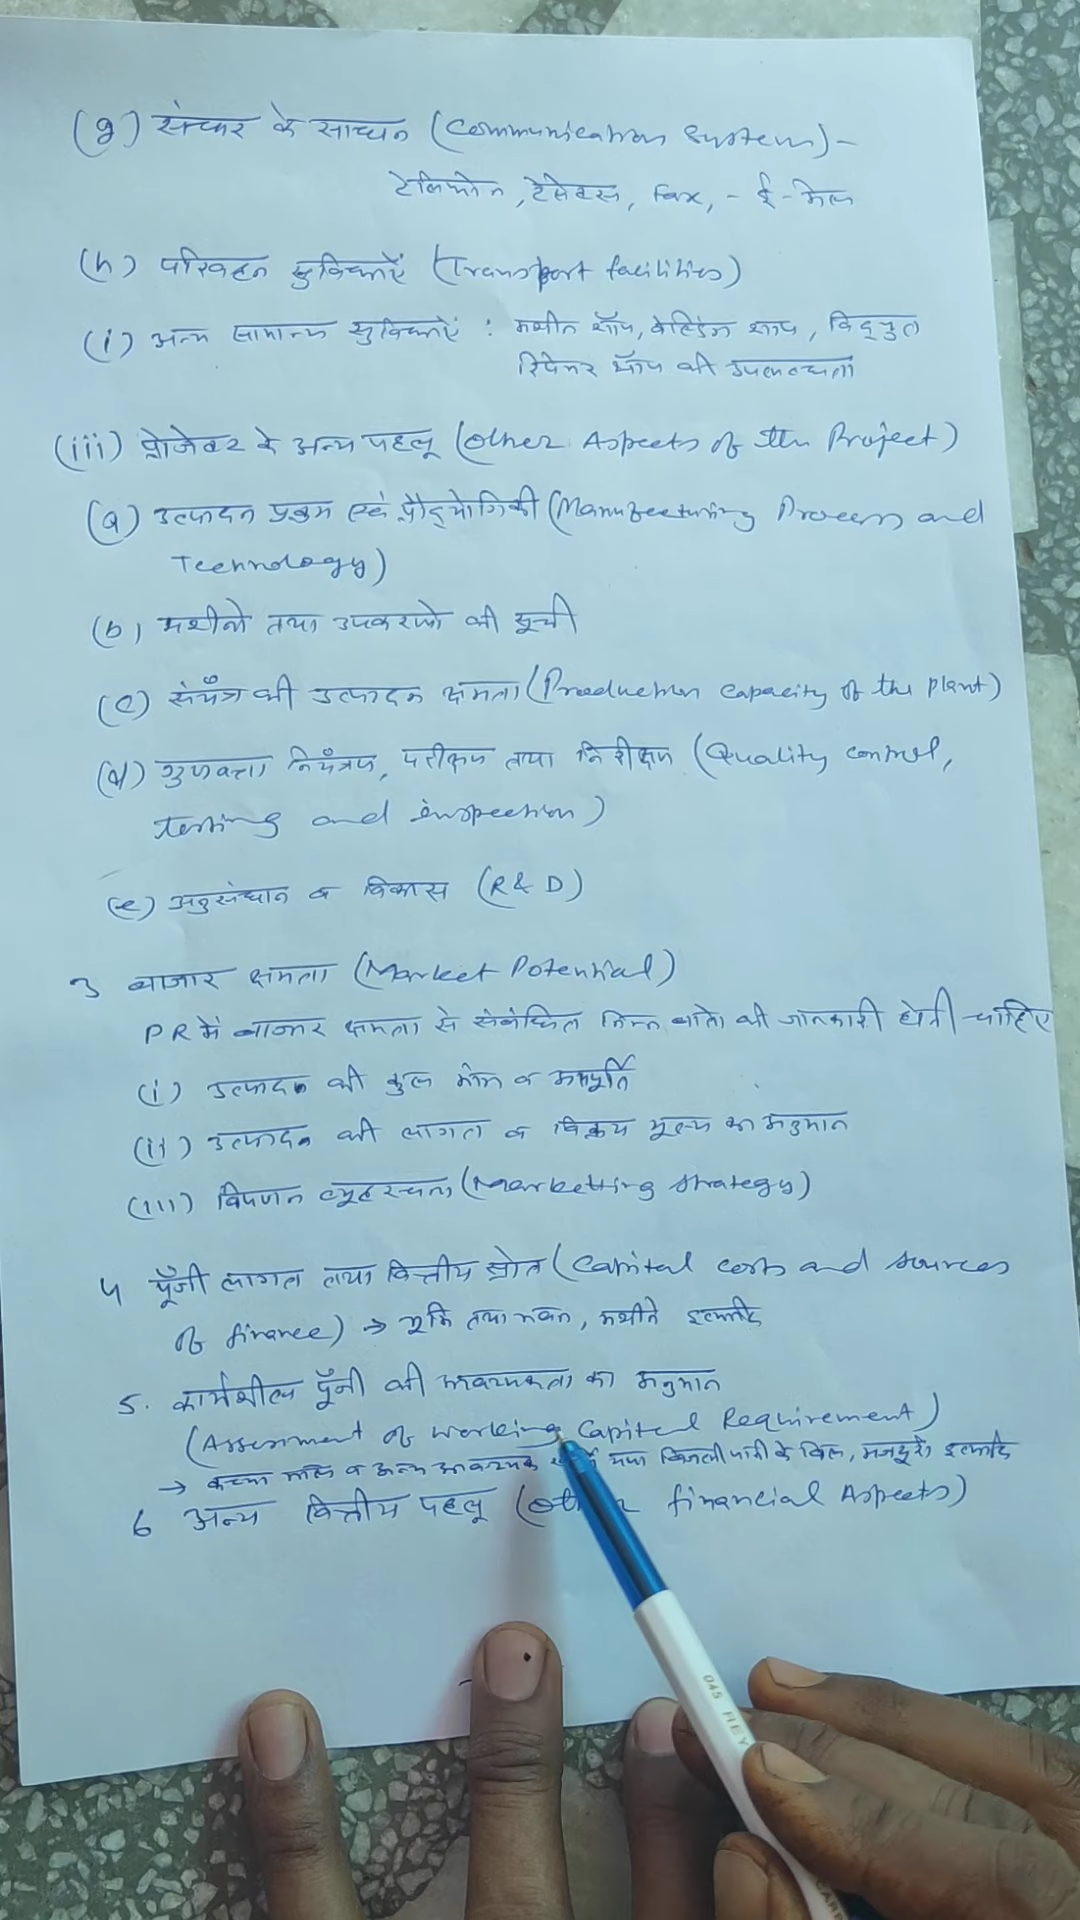 (g) संचार के साधन (Communication System) -
टेलिफोन, टेलेक्स, Fax, - ई-मेल
(h) परिवहन सुविधाएँ (Transport facilities)
(i) अन्य सामान्य सुविधाएँ : मशीन शॉप, वेल्डिंग शाप, विद्युत
रिपेयर शॉप की उपलब्धता
(iii) प्रोजेक्ट के अन्य पहलू (Other Aspects of the Project)
(a) उत्पादन प्रक्रम एवं प्रौद्योगिकी (Manufacturing Process and
Technology)
(b) मशीनो तथा उपकरणो की सूची
(c) संयँत्र की उत्पादन क्षमता (Production Capacity of the Plant)
(d) गुणवत्ता नियँत्रण, परीक्षण तथा निरीक्षण (Quality control,
testing and inspection)
(e) अनुसंधान व विकास (R & D)
3 बाजार क्षमता (Market Potential)
PR में बाजार क्षमता से संबंधित निम्न बातो की जानकारी होनी चाहिए
(i) उत्पादन की कुल माँग व आपूर्ति
(ii) उत्पादन की लागत व विक्रय मूल्य का अनुमान
(iii) विपणन व्यूहरचना (Marketting Strategy)
4 पूँजी लागत तथा वित्तीय स्रोत (Capital costs and sources
of finance) → भूमि तथा भवन, मशीने इत्यादि
5. कार्यशील पूँजी की आवश्यकता का अनुमान
(Assessment of Working Capital Requirement)
→ कच्चा माल व अन्य आवश्यक तथा बिजली पानी के बिल, मजदूरी इत्यादि
6 अन्य वित्तीय पहलू (Other financial Aspects)
045 REY